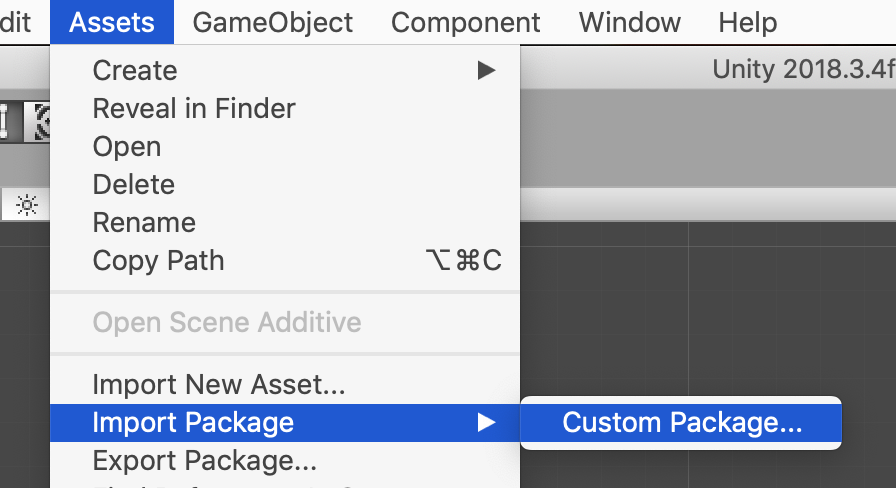 dit Assets GameObject Component Window Help
Unity 2018.3.4f
Create
Reveal in Finder
Open
Delete
Rename
Copy Path ⌥⌘C
Open Scene Additive
Import New Asset...
Import Package Custom Package...
Export Package...